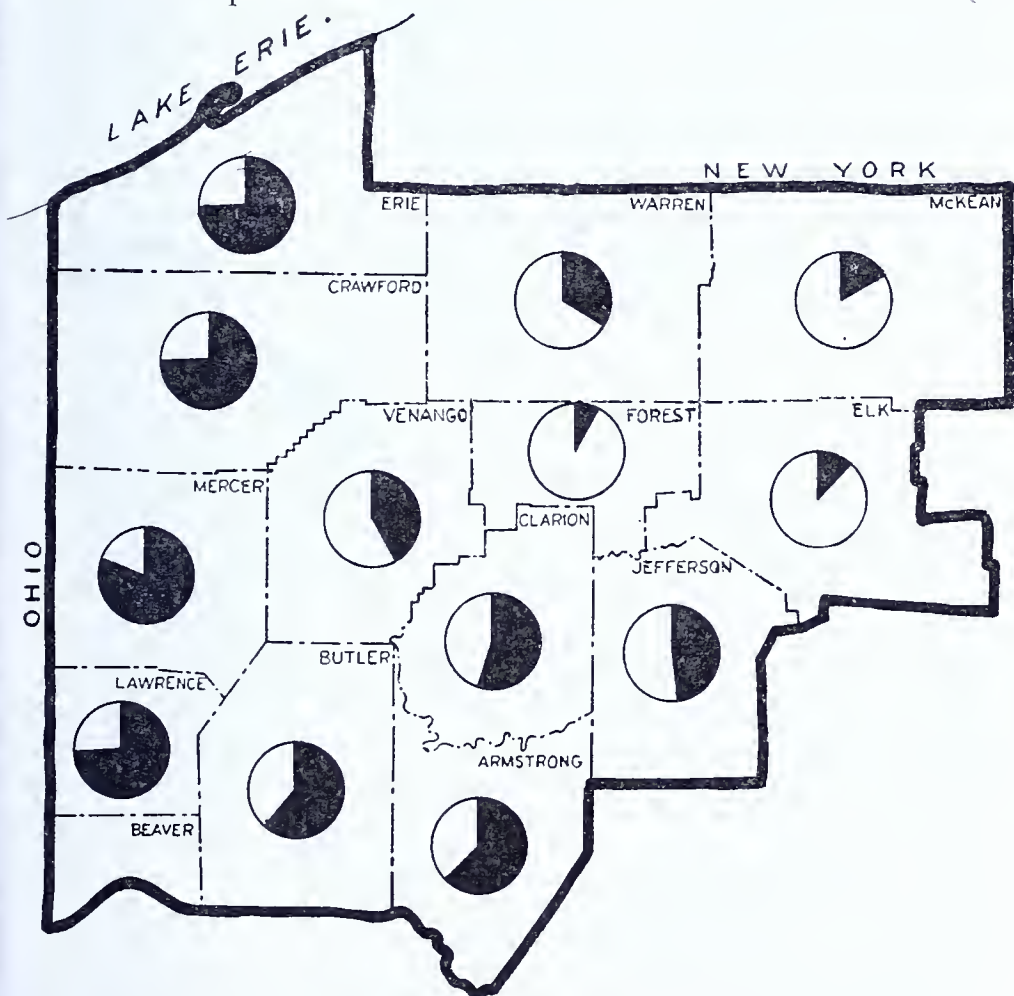 LAKE ERIE.
NEW YORK
ERIE
WARREN
McKEAN
CRAWFORD
VENANGO
FOREST
ELK
MERCER
CLARION
OHIO
JEFFERSON
BUTLER
LAWRENCE
ARMSTRONG
BEAVER